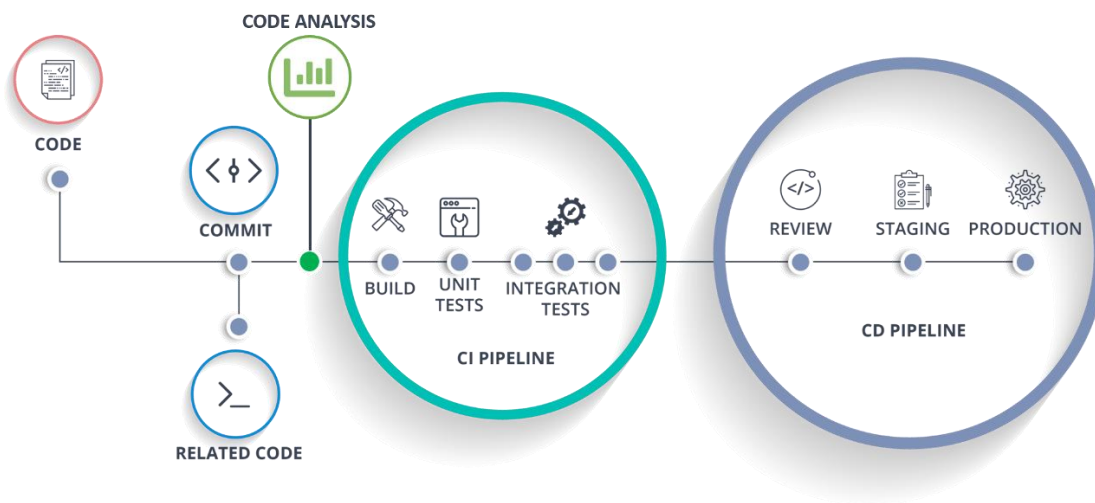 CODE ANALYSIS
CODE
COMMIT
RELATED CODE
BUILD
UNIT
TESTS
INTEGRATION
TESTS
CI PIPELINE
REVIEW
STAGING
PRODUCTION
CD PIPELINE